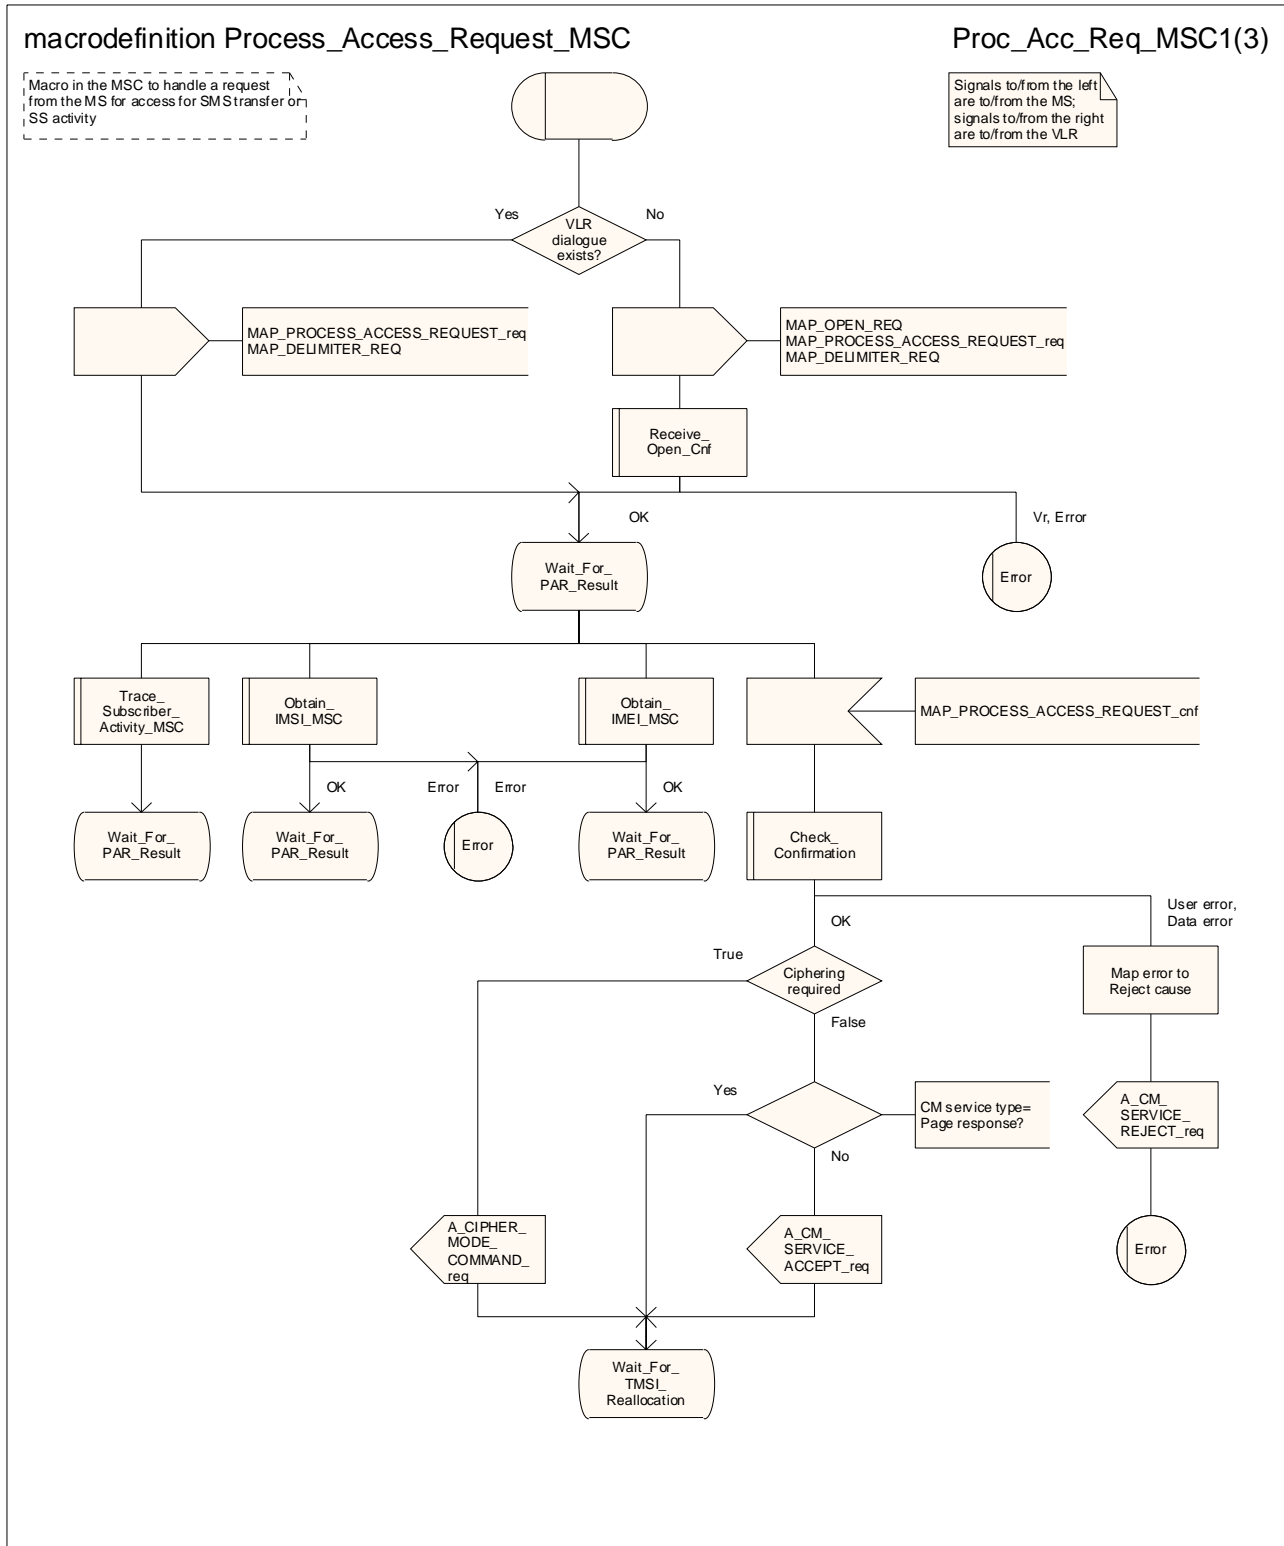 macrodefinition Process_Access_Request_MSC
Proc_Acc_Req_MSC1(3)
Macro in the MSC to handle a request
from the MS for access for SMS transfer or
SS activity
Signals to/from the left
are to/from the MS;
signals to/from the right
are to/from the VLR
Yes
No
VLR
dialogue
exists?
MAP_PROCESS_ACCESS_REQUEST_req
MAP_DELIMITER_REQ
MAP_OPEN_REQ
MAP_PROCESS_ACCESS_REQUEST_req
MAP_DELIMITER_REQ
Receive_
Open_Cnf
OK
Vr, Error
Wait_For_
PAR_Result
Error
Trace_
Subscriber_
Activity_MSC
Obtain_
IMSI_MSC
Obtain_
IMEI_MSC
MAP_PROCESS_ACCESS_REQUEST_cnf
OK
Error
Error
OK
Wait_For_
PAR_Result
Wait_For_
PAR_Result
Error
Wait_For_
PAR_Result
Check_
Confirmation
User error,
Data error
OK
True
Ciphering
required
Map error to
Reject cause
False
Yes
CM service type=
Page response?
A_CM_
SERVICE_
REJECT_req
No
A_CIPHER_
MODE_
COMMAND_
req
A_CM_
SERVICE_
ACCEPT_req
Error
Wait_For_
TMSI_
Reallocation